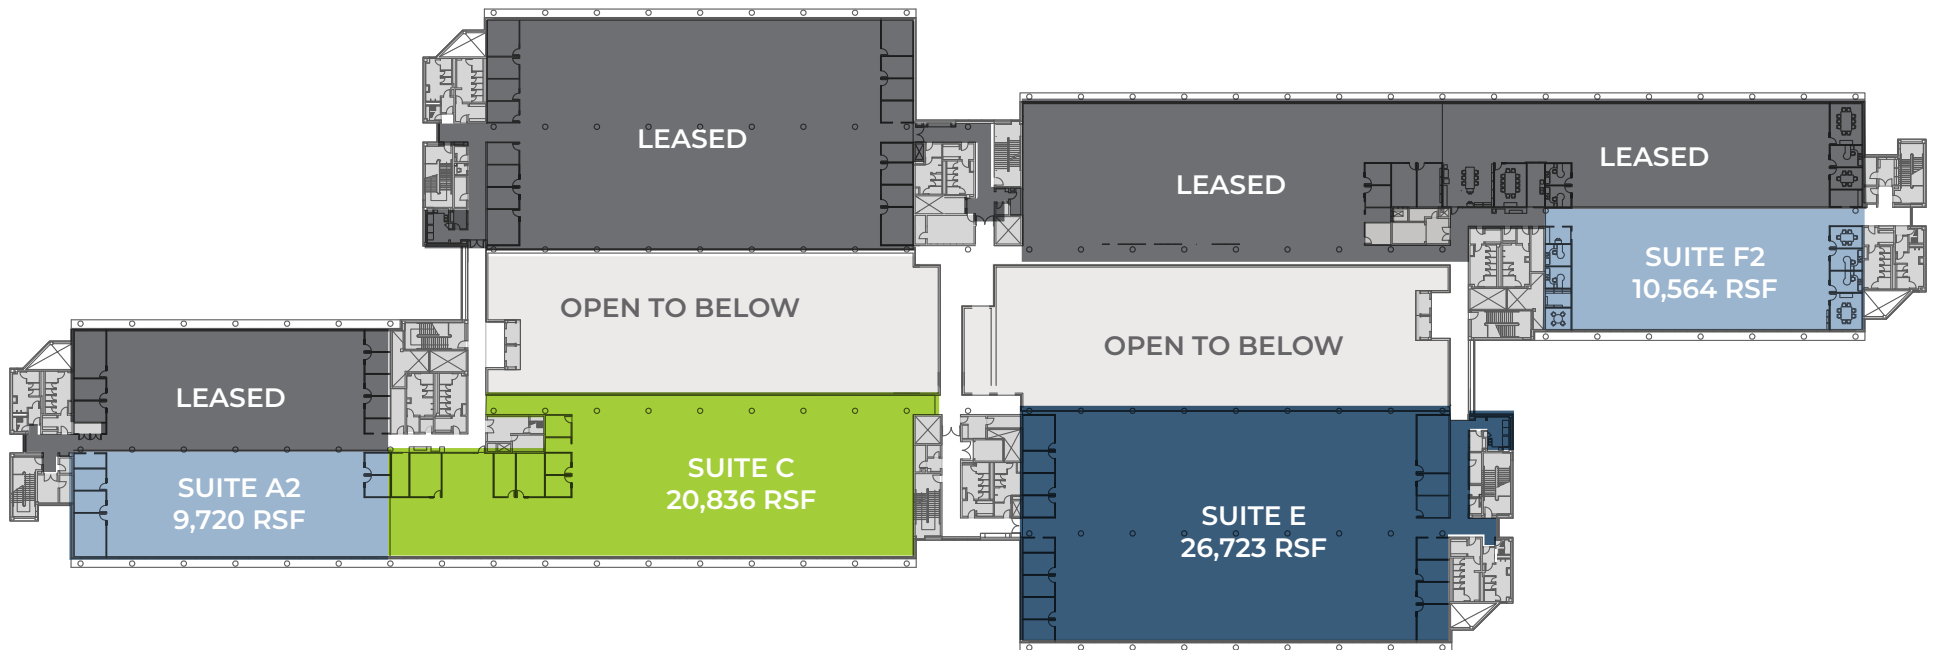 LEASED
LEASED
LEASED
SUITE F2
10,564 RSF
OPEN TO BELOW
OPEN TO BELOW
LEASED
SUITE A2
9,720 RSF
SUITE C
20,836 RSF
SUITE E
26,723 RSF